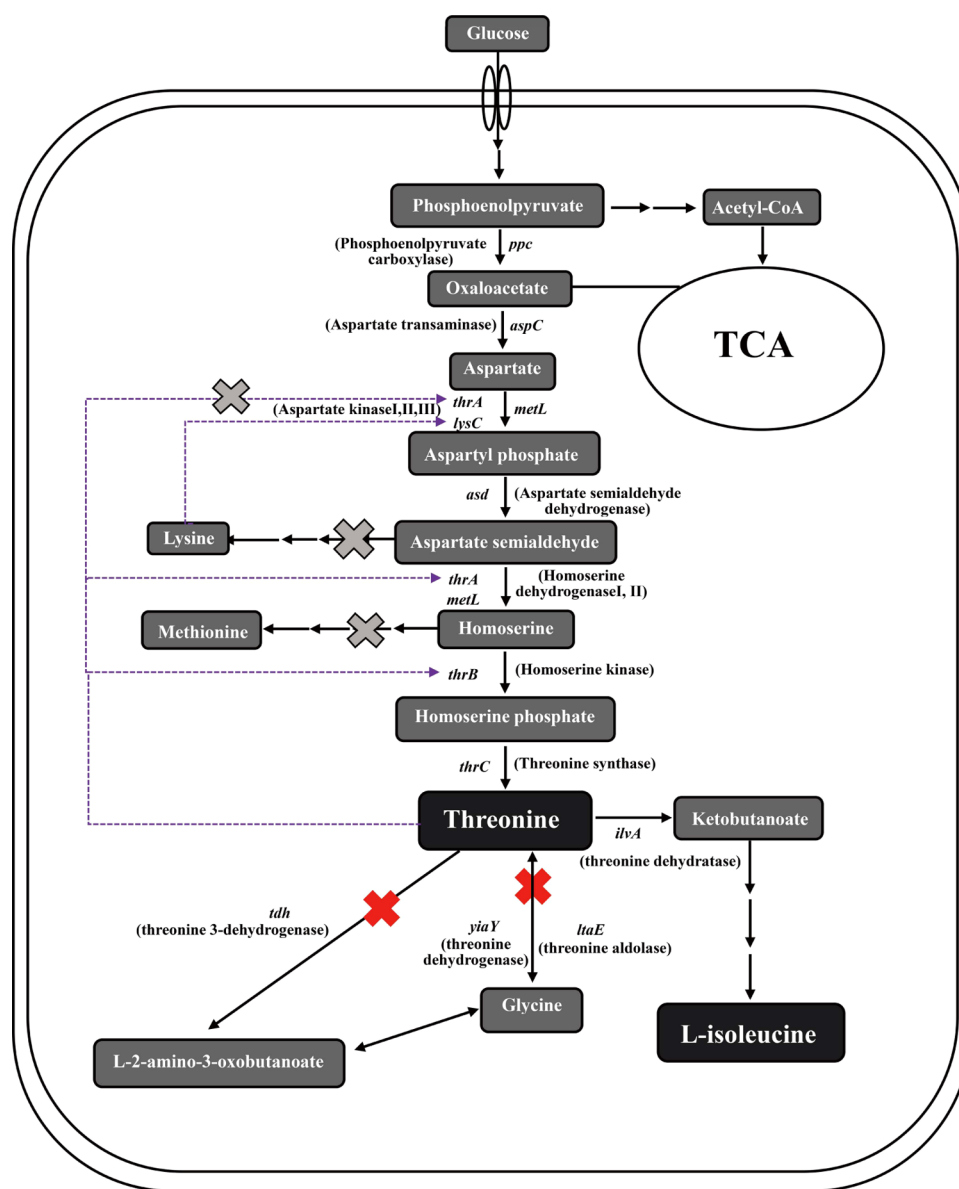 Glucose
Phosphoenolpyruvate
Acetyl-CoA
(Phosphoenolpyruvate
carboxylase)
ppc
Oxaloacetate
TCA
(Aspartate transaminase)
aspC
Aspartate
thrA
(Aspartate kinaseI,II,III)
metL
lysC
Aspartyl phosphate
asd
(Aspartate semialdehyde
dehydrogenase)
Lysine
Aspartate semialdehyde
thrA
metL
(Homoserine
dehydrogenaseI, II)
Methionine
Homoserine
thrB
(Homoserine kinase)
Homoserine phosphate
thrC
(Threonine synthase)
Threonine
Ketobutanoate
ilvA
(threonine dehydratase)
tdh
(threonine 3-dehydrogenase)
yiaY
(threonine
dehydrogenase)
ltaE
(threonine aldolase)
Glycine
L-isoleucine
L-2-amino-3-oxobutanoate